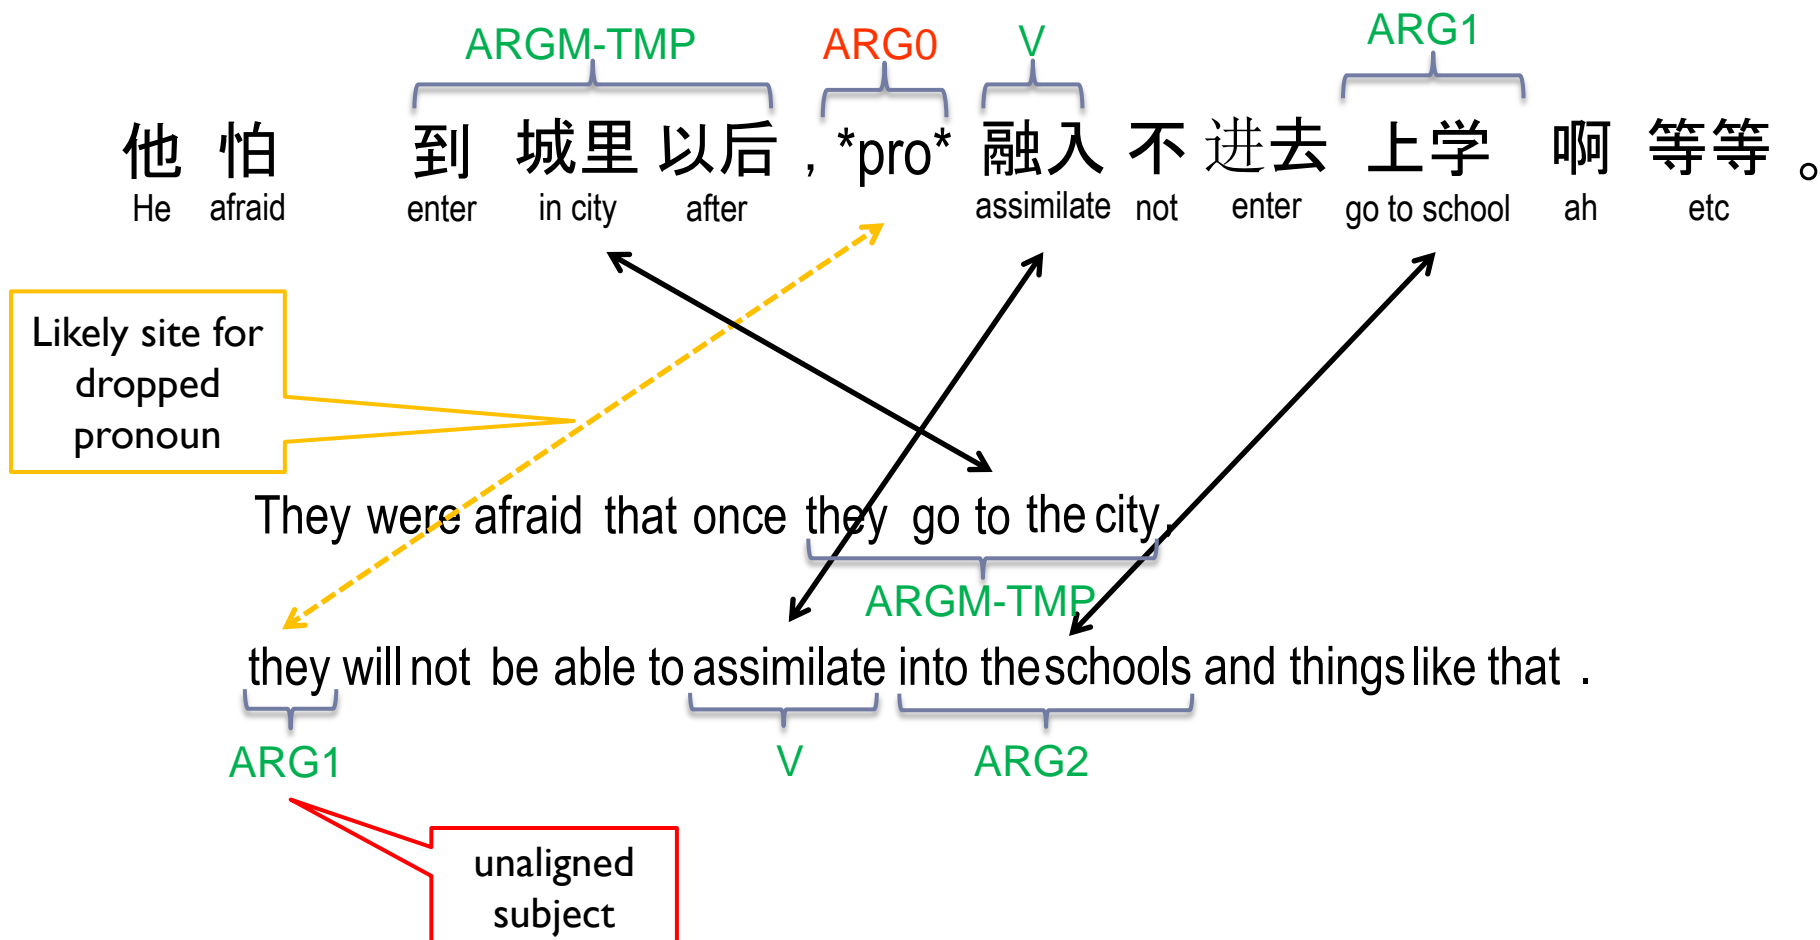 ARGM-TMP ARG0 V ARG1
他 怕 到 城里 以后 , *pro* 融入 不 进去 上学 啊 等等 。
He afraid enter in city after assimilate not enter go to school ah etc
Likely site for
dropped
pronoun
They were afraid that once they go to the city,
ARGM-TMP
they will not be able to assimilate into the schools and things like that .
ARG1 V ARG2
unaligned
subject